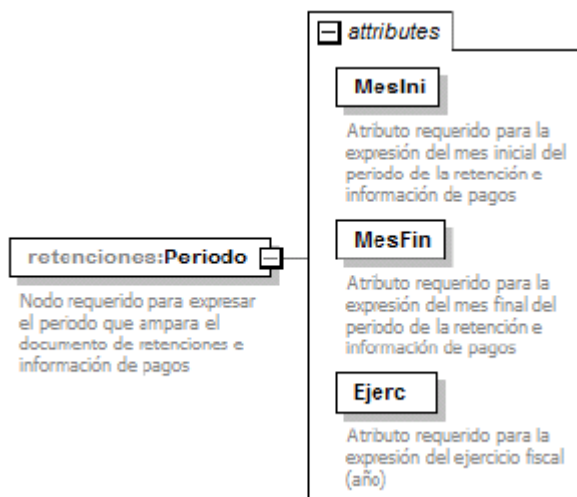 attributes
MesIni
Atributo requerido para la
expresión del mes inicial del
periodo de la retención e
información de pagos
retenciones:Periodo
Nodo requerido para expresar
el periodo que ampara el
documento de retenciones e
información de pagos
MesFin
Atributo requerido para la
expresión del mes final del
periodo de la retención e
información de pagos
Ejerc
Atributo requerido para la
expresión del ejercicio fiscal
(año)